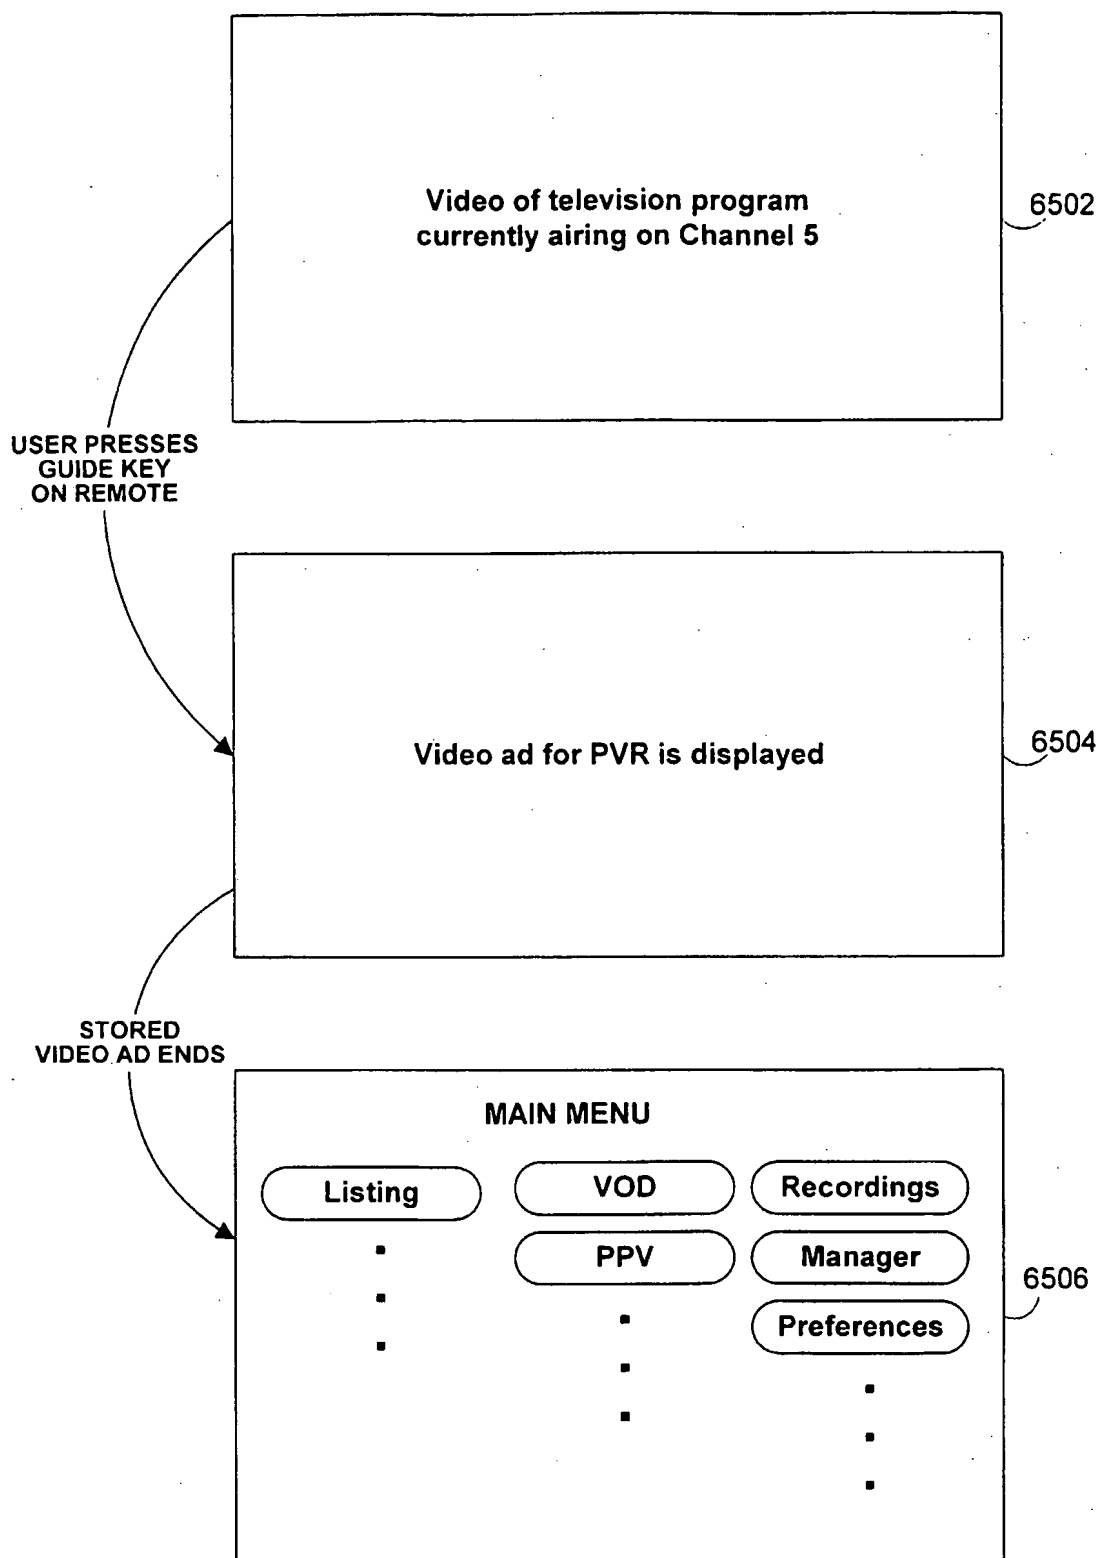 Video of television program
currently airing on Channel 5
6502
USER PRESSES
GUIDE KEY
ON REMOTE
Video ad for PVR is displayed
6504
STORED
VIDEO AD ENDS
MAIN MENU
Listing
VOD
Recordings
PPV
Manager
6506
Preferences